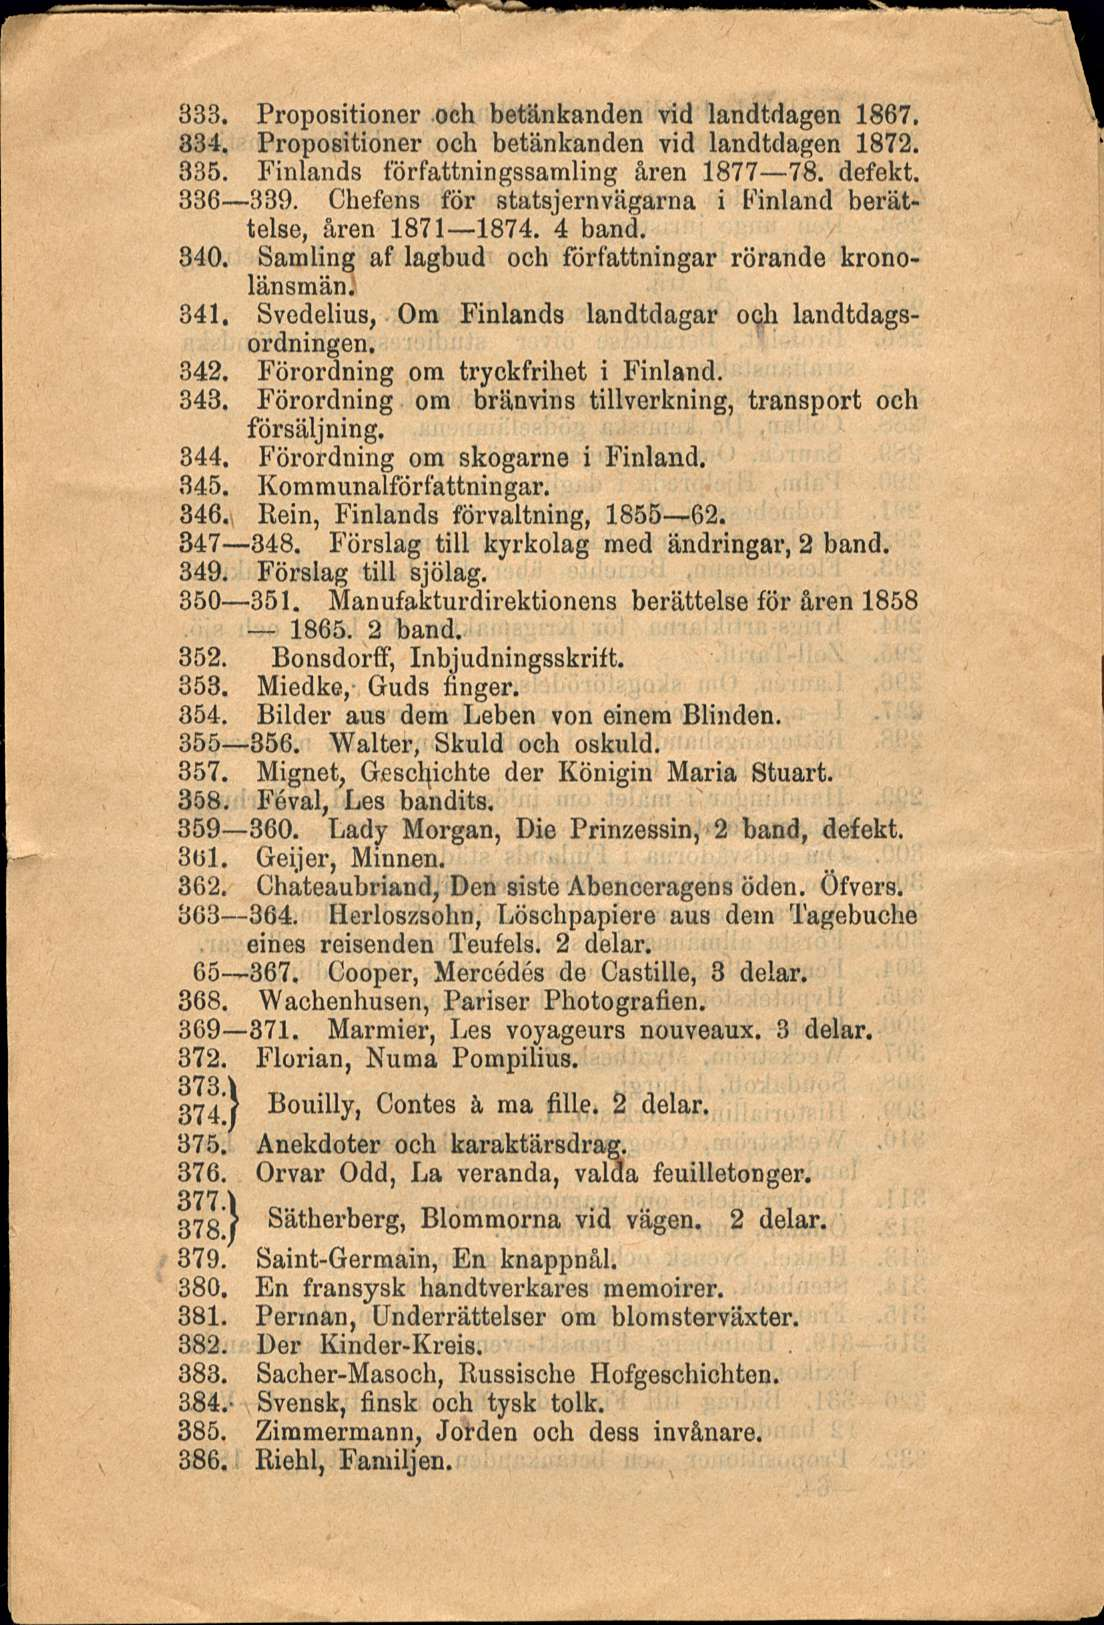 333. Propositioner och betänkanden vid landtdagen 1867.
334. Propositioner och betänkanden vid landtdagen 1872.
335. Finlands författningssamling åren 1877—78. defekt.
336—339. Chefens för statsjernvägarna i Finland berät-
telse, åren 1871—1874. 4 band.
340. Samling af lagbud och författningar rörande krono-
länsmän.
341. Svedelius, Om Finlands landtdagar och landtdags-
ordningen.
342. Förordning om tryckfrihet i Finland.
343. Förordning om bränvins tillverkning, transport och
försäljning.
344. Förordning om skogarne i Finland.
345. Kommunalförfattningar.
346. Rein, Finlands förvaltning, 1855—62.
347—348. Förslag till kyrkolag med ändringar, 2 band.
349. Förslag till sjölag.
350—351. Manufakturdirektionens berättelse för åren 1858
— 1865. 2 band.
352. Bonsdorff, Inbjudningsskrift.
353. Miedke, Guds finger.
354. Bilder aus dem Leben von einem Blinden.
355—356. Walter, Skuld och oskuld.
357. Mignet, Geschichte der Königin Maria Stuart.
358. Féval, Les bandits.
359—360. Lady Morgan, Die Prinzessin, 2 band, defekt.
361. Geijer, Minnen.
362. Chateaubriand, Den siste Abenceragens öden. Öfvers.
363—364. Herloszsohn, Löschpapiere aus dem Tagebuche
eines reisenden Teufels. 2 delar.
65—367. Cooper, Mercédés de Castille, 3 delar.
368. Wachenhusen, Pariser Photografien.
369—371. Marmier, Les voyageurs nouveaux. 3 delar.
372. Florian, Numa Pompilius.
373.}
374.} Bouilly, Contes à ma fille. 2 delar.
375. Anekdoter och karaktärsdrag.
376. Orvar Odd, La veranda, valda feuilletonger.
377.}
378.} Sätherberg, Blommorna vid vägen. 2 delar.
379. Saint-Germain, En knappnål.
380. En fransysk handtverkares memoirer.
381. Perman, Underrättelser om blomsterväxter.
382. Der Kinder-Kreis.
383. Sacher-Masoch, Russische Hofgeschichten.
384. Svensk, finsk och tysk tolk.
385. Zimmermann, Jorden och dess invånare.
386. Riehl, Familjen.